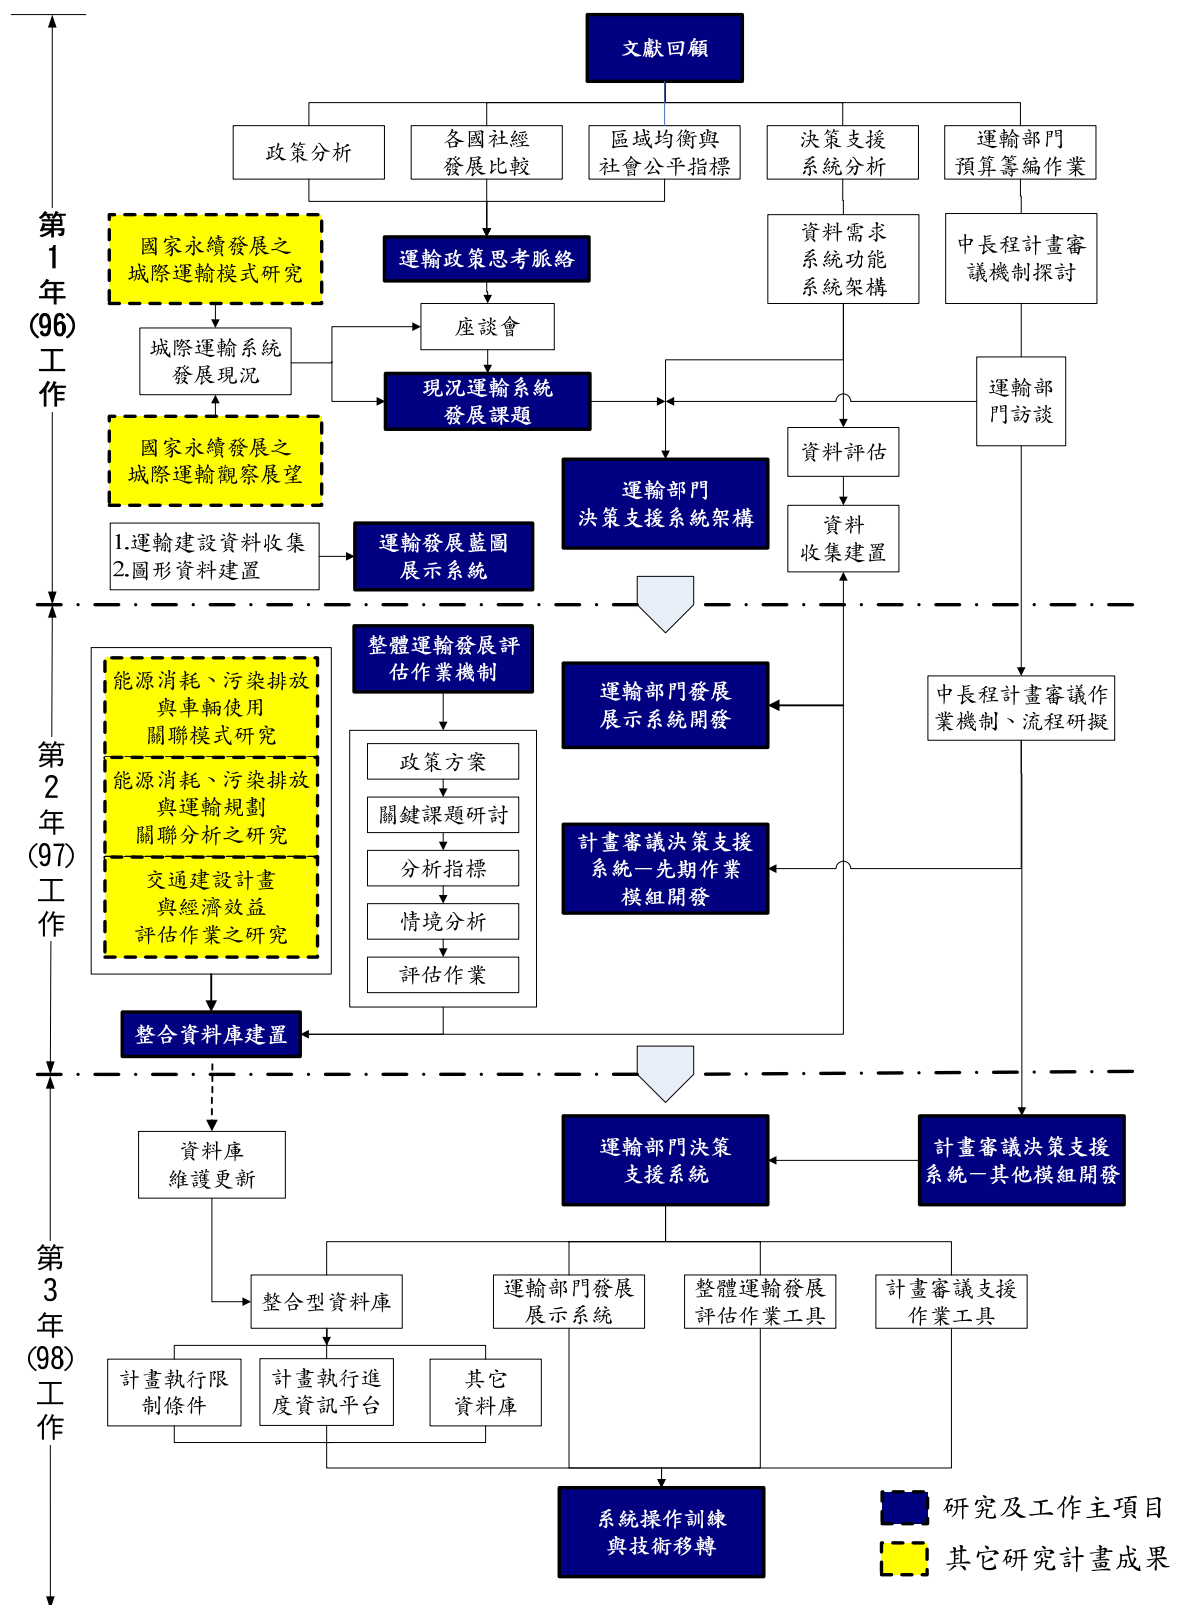 文獻回顧
政策分析
各國社經
發展比較
區域均衡與
社會公平指標
決策支援
系統分析
運輸部門
預算籌編作業
第
1
年
(96)
工
作
國家永續發展之
城際運輸模式研究
運輸政策思考脈絡
資料需求
系統功能
系統架構
中長程計畫審
議機制探討
座談會
城際運輸系統
發展現況
現況運輸系統
發展課題
運輸部
門訪談
國家永續發展之
城際運輸觀察展望
運輸部門
決策支援系統架構
資料評估
資料
收集建置
1.運輸建設資料收集
2.圖形資料建置
運輸發展藍圖
展示系統
第
2
年
(97)
工
作
能源消耗、污染排放
與車輛使用
關聯模式研究
能源消耗、污染排放
與運輸規劃
關聯分析之研究
交通建設計畫
與經濟效益
評估作業之研究
整體運輸發展評
估作業機制
政策方案
關鍵課題研討
分析指標
情境分析
評估作業
運輸部門發展
展示系統開發
中長程計畫審議作
業機制、流程研擬
計畫審議決策支援
系統－先期作業
模組開發
整合資料庫建置
第
3
年
(98)
工
作
資料庫
維護更新
運輸部門決策
支援系統
計畫審議決策支援
系統－其他模組開發
整合型資料庫
運輸部門發展
展示系統
整體運輸發展
評估作業工具
計畫審議支援
作業工具
計畫執行限
制條件
計畫執行進
度資訊平台
其它
資料庫
系統操作訓練
與技術移轉
研究及工作主項目
其它研究計畫成果